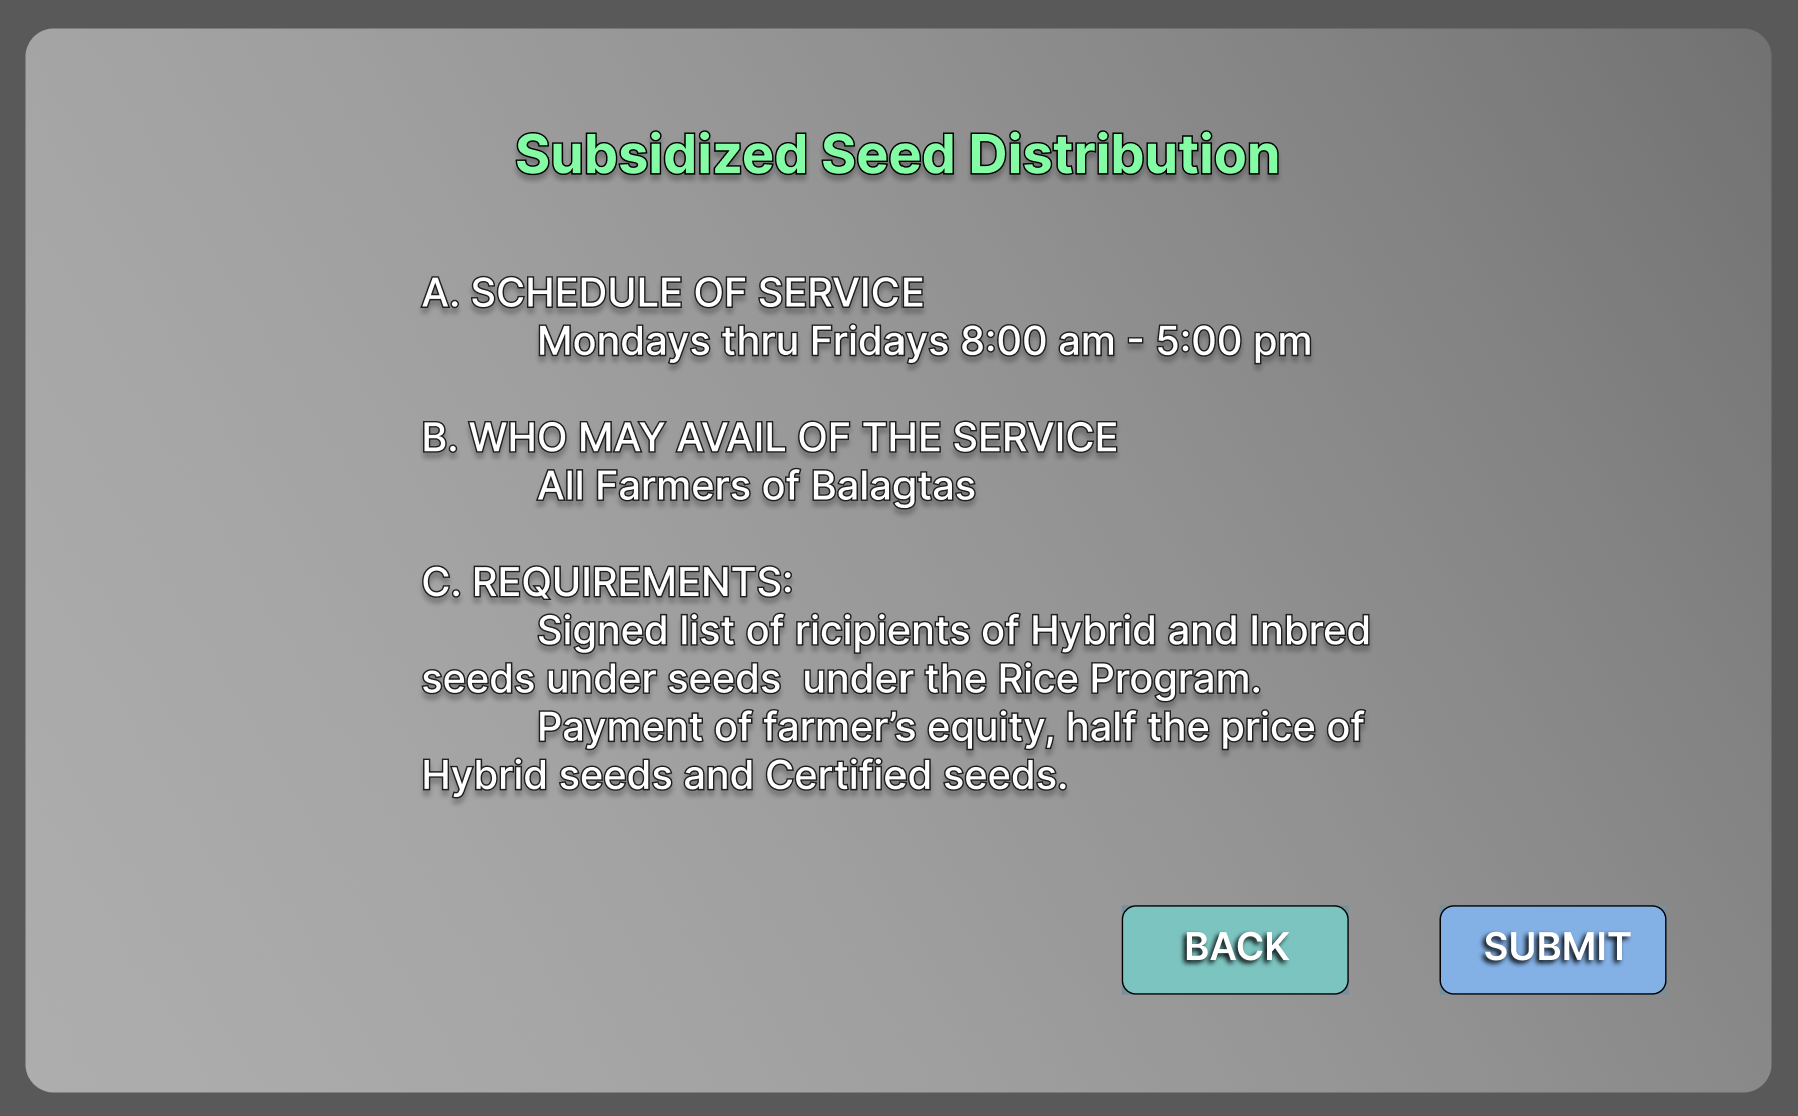 Subsidized Seed Distribution
A. SCHEDULE OF SERVICE
Mondays thru Fridays 8:00 am - 5:00 pm
B. WHO MAY AVAIL OF THE SERVICE
All Farmers of Balagtas
C. REQUIREMENTS:
Signed list of ricipients of Hybrid and Inbred
seeds under seeds  under the Rice Program.
Payment of farmer’s equity, half the price of
Hybrid seeds and Certified seeds.
BACK
SUBMIT